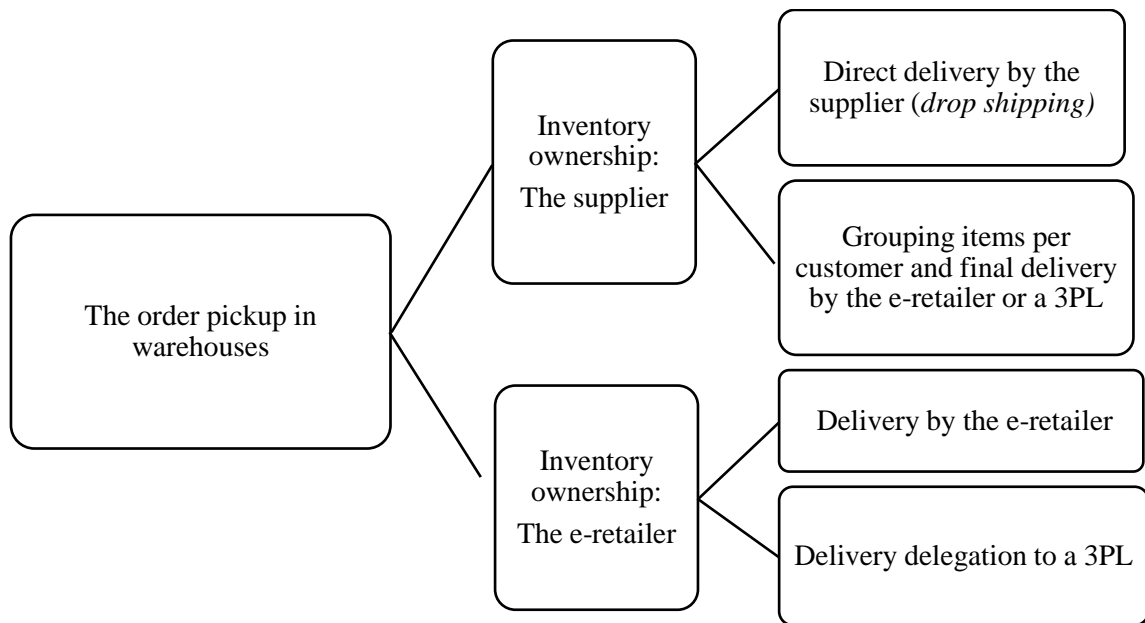 The order pickup in
warehouses
Inventory
ownership:
The supplier
Inventory
ownership:
The e-retailer
Direct delivery by the
supplier (drop shipping)
Grouping items per
customer and final delivery
by the e-retailer or a 3PL
Delivery by the e-retailer
Delivery delegation to a 3PL